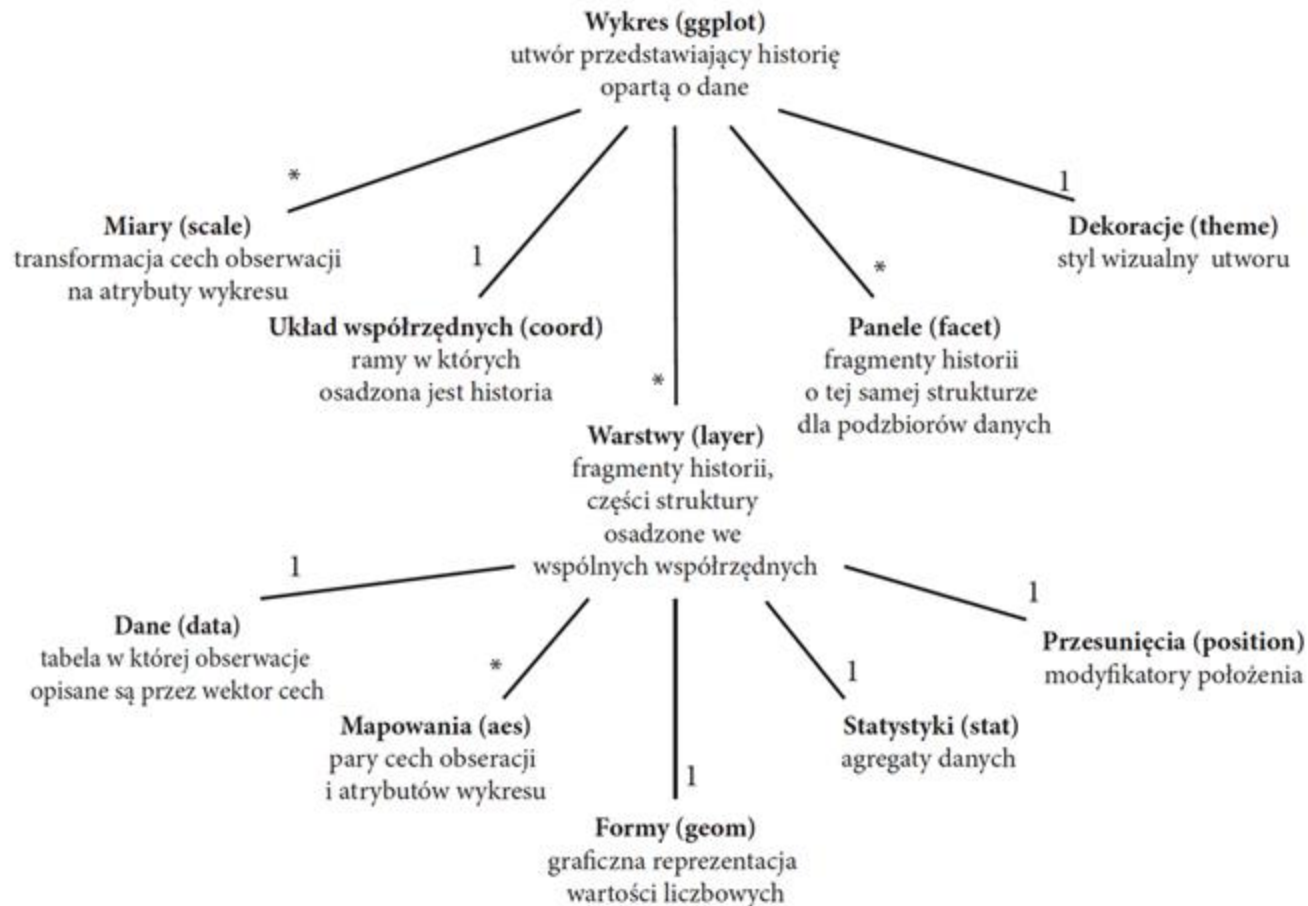 Wykres (ggplot)
utwór przedstawiający historię
opartą o dane
*
1
*
*
1
Miary (scale)
transformacja cech obserwacji
na atrybuty wykresu
Układ współrzędnych (coord)
ramy w których
osadzona jest historia
Warstwy (layer)
fragmenty historii,
części struktury
osadzone we
wspólnych współrzędnych
Panele (facet)
fragmenty historii
o tej samej strukturze
dla podzbiorów danych
Dekoracje (theme)
styl wizualny utworu
1
*
1
1
1
Dane (data)
tabela w której obserwacje
opisane są przez wektor cech
Mapowania (aes)
pary cech obseracji
i atrybutów wykresu
Formy (geom)
graficzna reprezentacja
wartości liczbowych
Statystyki (stat)
agregaty danych
Przesunięcia (position)
modyfikatory położenia